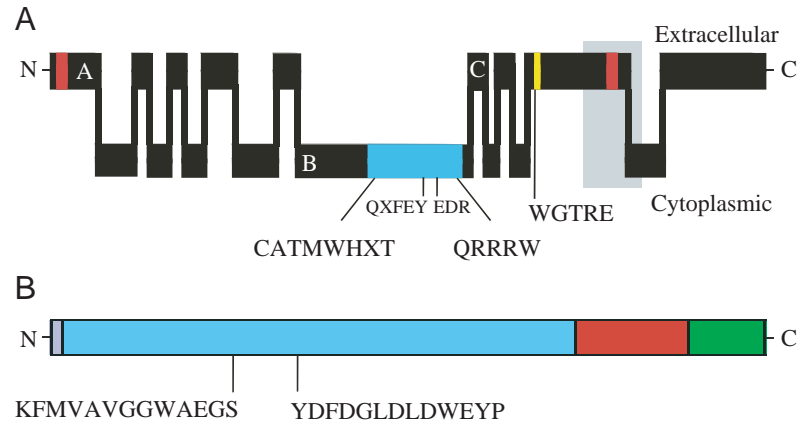 A
Extracellular
N A C C
B
QXFEY EDR
WGTRE
Cytoplasmic
CATMWHXT QRRRW
B
N C
KFMVAVGGWAEGS YDFDGLDLDWEYP